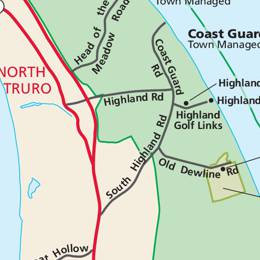 Town Managed
Head of the
Meadow Road
Coast Guard
Town Managed
Coast Guard
Rd
NORTH
TRURO
Highland
Highland Rd
Highland
Highland
Golf Links
South Highland Rd
Old Dewline Rd
Hollow